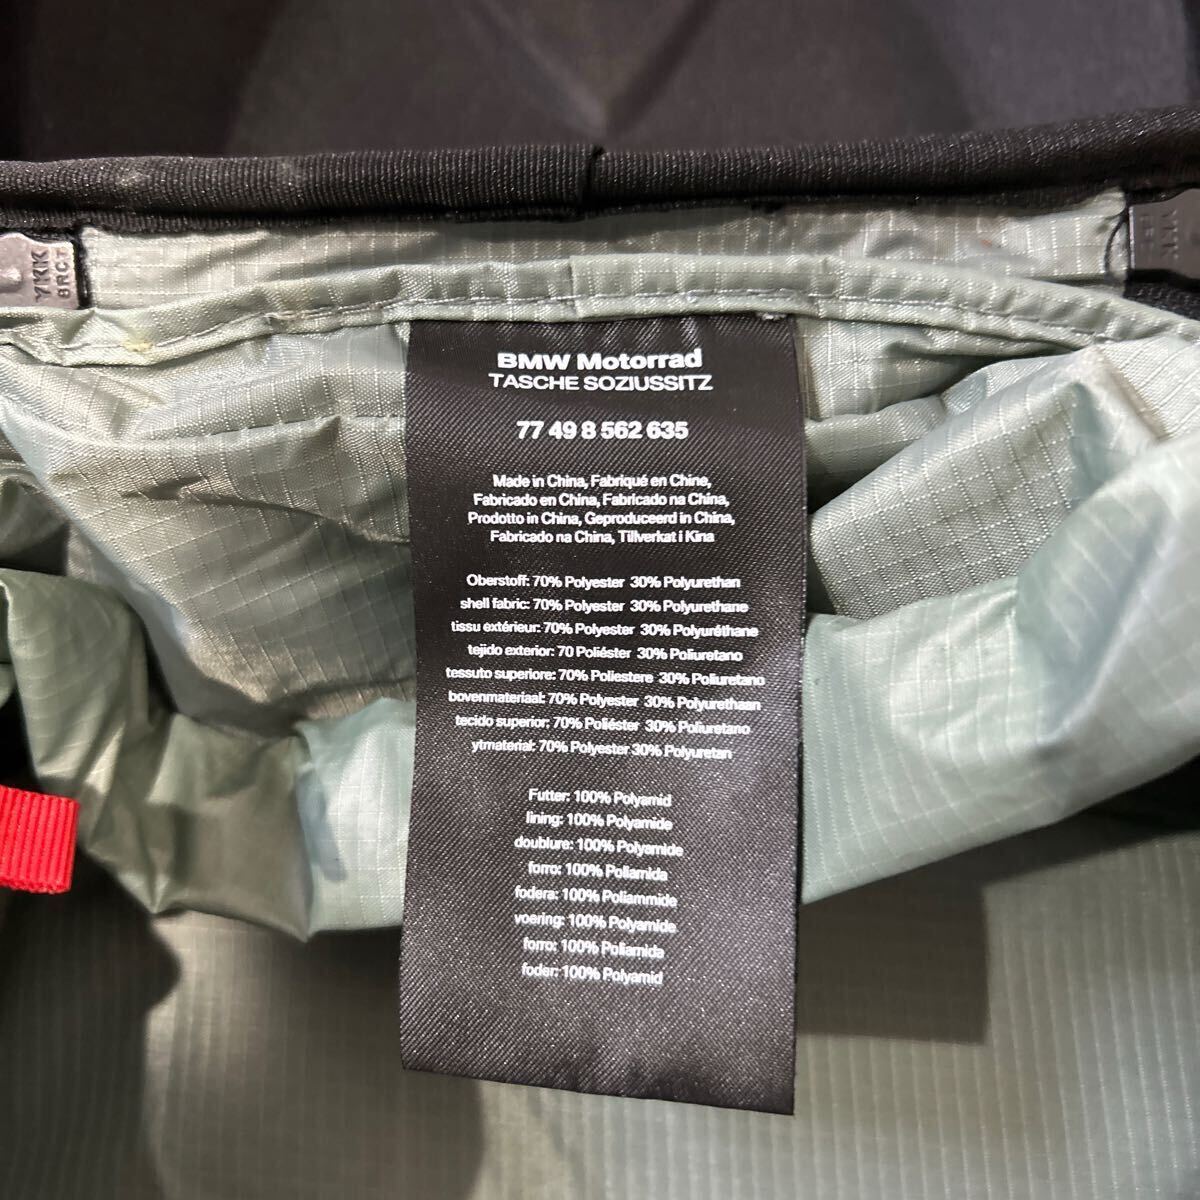 YKK
BRCT
YKK
BMW Motorrad
TASCHE SOZIUSSITZ
77 49 8 562 635
Made in China, Fabriqué en Chine,
Fabricado en China, Fabricado na China,
Prodotto in China, Geproduceerd in China,
Fabricado na China, Tillverkat i Kina
Oberstoff: 70% Polyester 30% Polyurethan
shell fabric: 70% Polyester 30% Polyurethane
tissu extérieur: 70% Polyester 30% Polyuréthane
tejido exterior: 70 Poliéster 30% Poliuretano
tessuto superiore: 70% Poliestere 30% Poliuretano
bovenmateriaal: 70% Polyester 30% Polyurethaan
tecido superior: 70% Poliéster 30% Poliuretano
ytmaterial: 70% Polyester 30% Polyuretan
Futter: 100% Polyamid
lining: 100% Polyamide
doublure: 100% Polyamide
forro: 100% Poliamida
fodera: 100% Poliammide
voering: 100% Polyamide
forro: 100% Poliamida
foder: 100% Polyamid